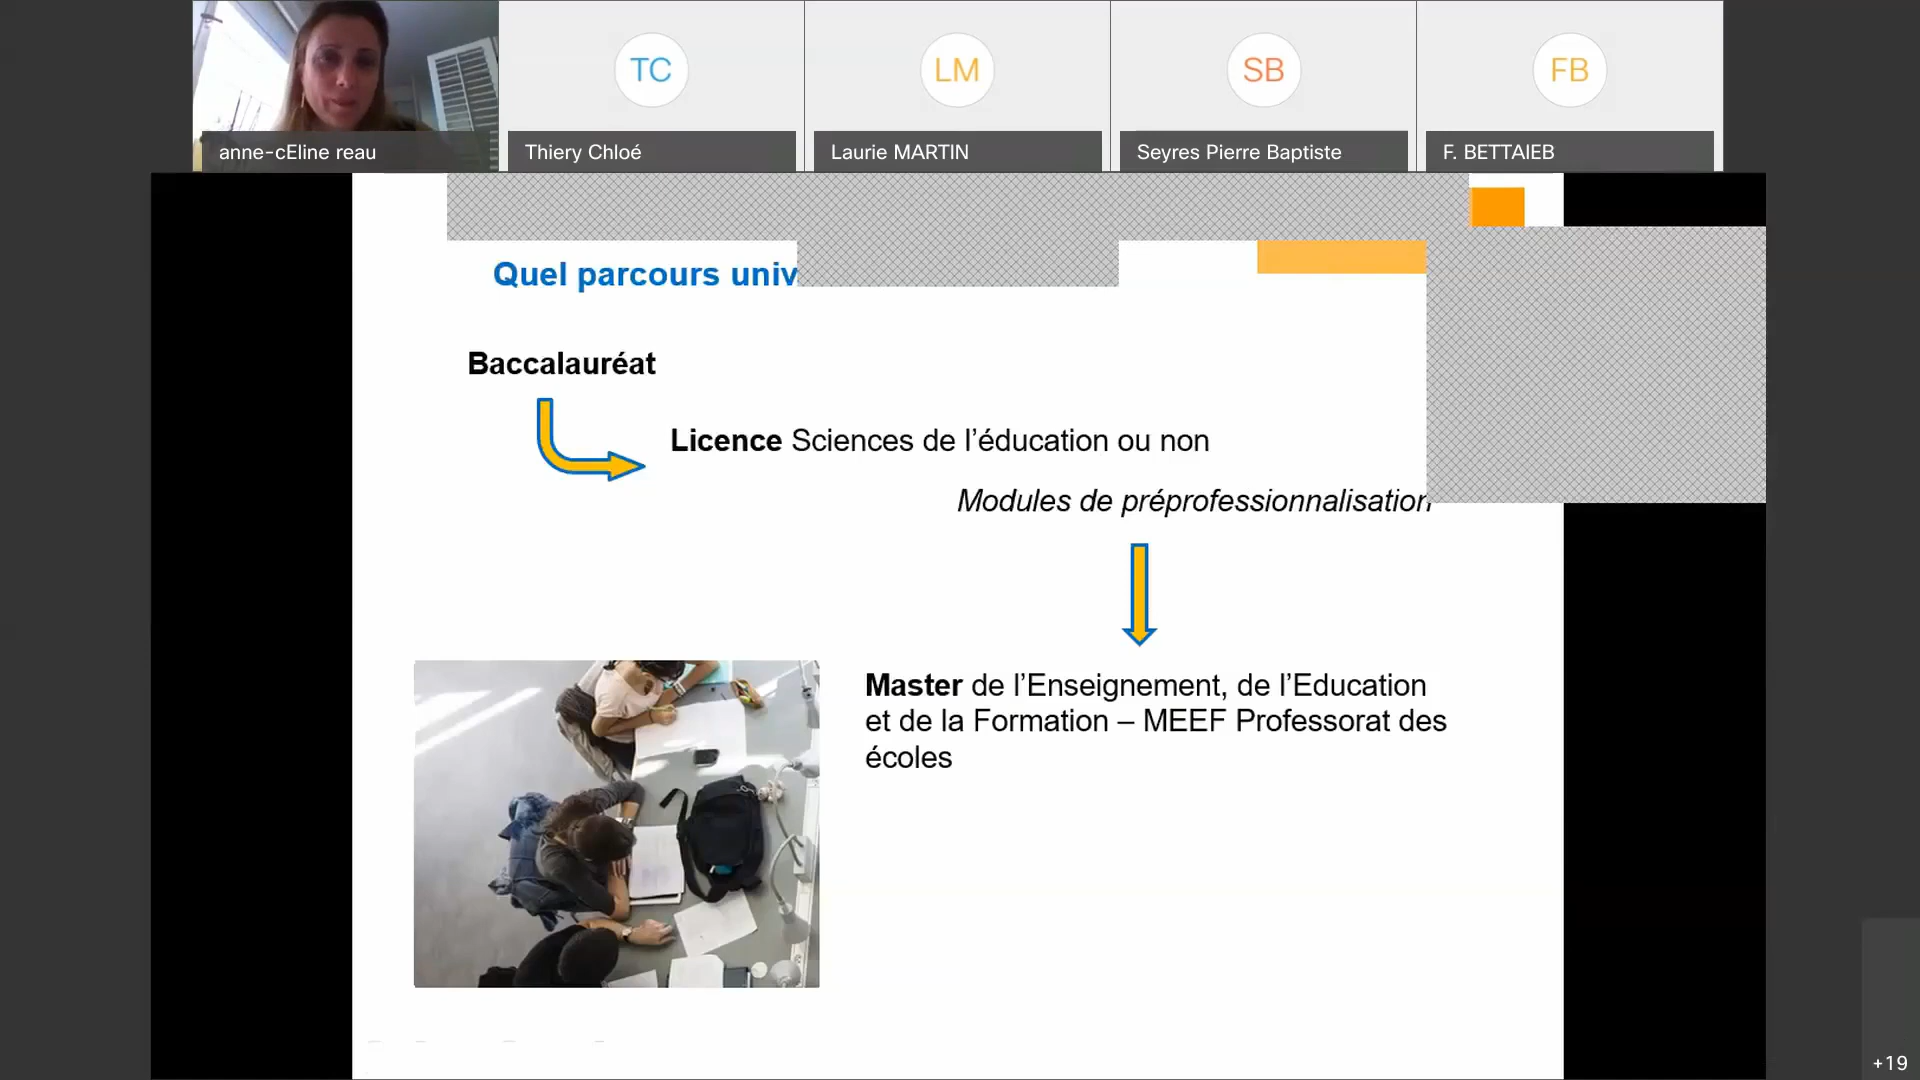 TC
LM
SB
FB
anne-cEline reau
Thiery Chloé
Laurie MARTIN
Seyres Pierre Baptiste
F. BETTAIEB
Quel parcours
Baccalauréat
Licence Sciences de l’éducation ou non
Modules de préprofessionnalisation
Master de l’Enseignement, de l’Education
et de la Formation – MEEF Professorat des
écoles
+19